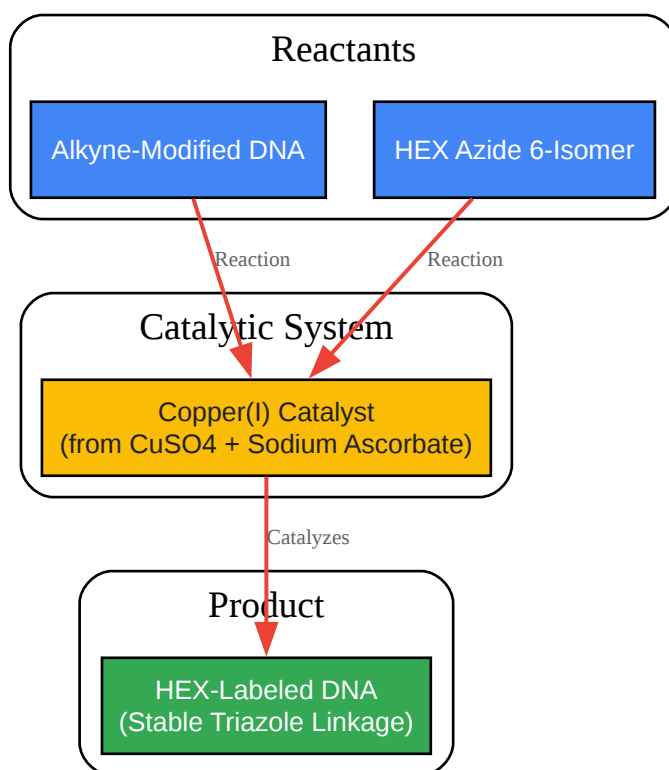 Reactants
Alkyne-Modified DNA
HEX Azide 6-Isomer
Reaction
Reaction
Catalytic System
Copper(I) Catalyst
(from CuSO4 + Sodium Ascorbate)
Catalyzes
Product
HEX-Labeled DNA
(Stable Triazole Linkage)